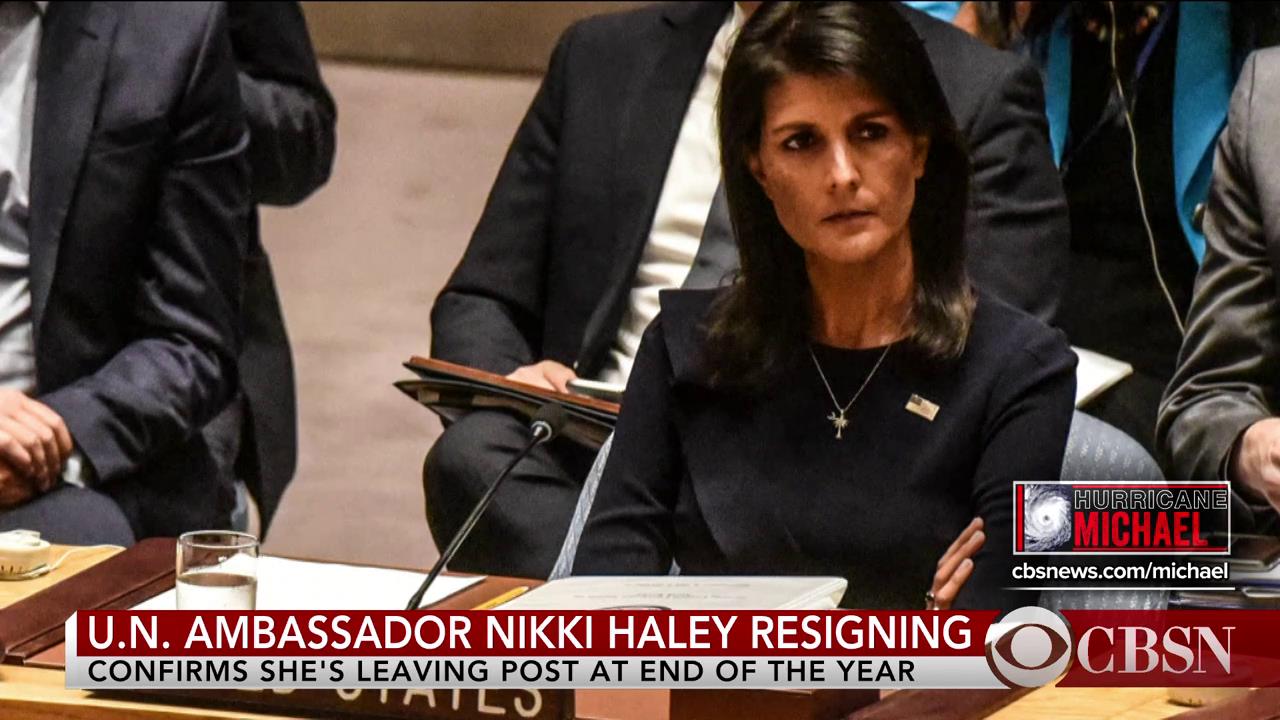 HURRICANE
MICHAEL
cbsnews.com/michael
U.N. AMBASSADOR NIKKI HALEY RESIGNING
CONFIRMS SHE'S LEAVING POST AT END OF THE YEAR
CBSN
STATES